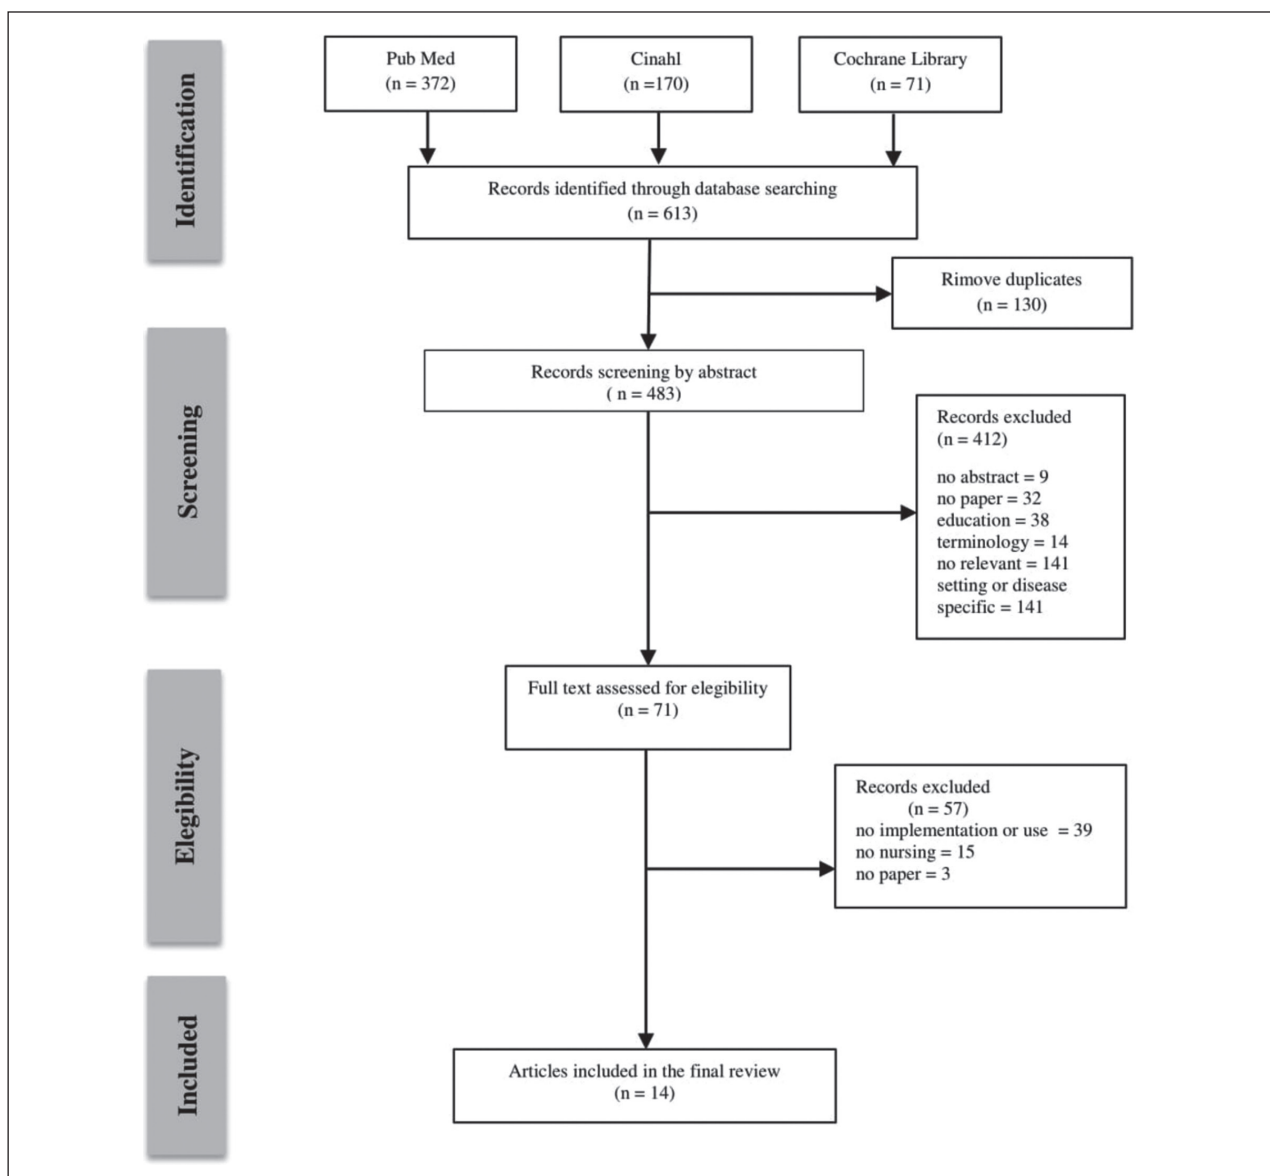 Identification
Pub Med
(n = 372)
Cinahl
(n =170)
Cochrane Library
(n = 71)
Records identified through database searching
(n = 613)
Rimove duplicates
(n = 130)
Screening
Records screening by abstract
( n = 483)
Records excluded
(n = 412)
no abstract = 9
no paper = 32
education = 38
terminology = 14
no relevant = 141
setting or disease
specific = 141
Elegibility
Full text assessed for elegibility
(n = 71)
Records excluded
(n = 57)
no implementation or use  = 39
no nursing = 15
no paper = 3
Included
Articles included in the final review
(n = 14)